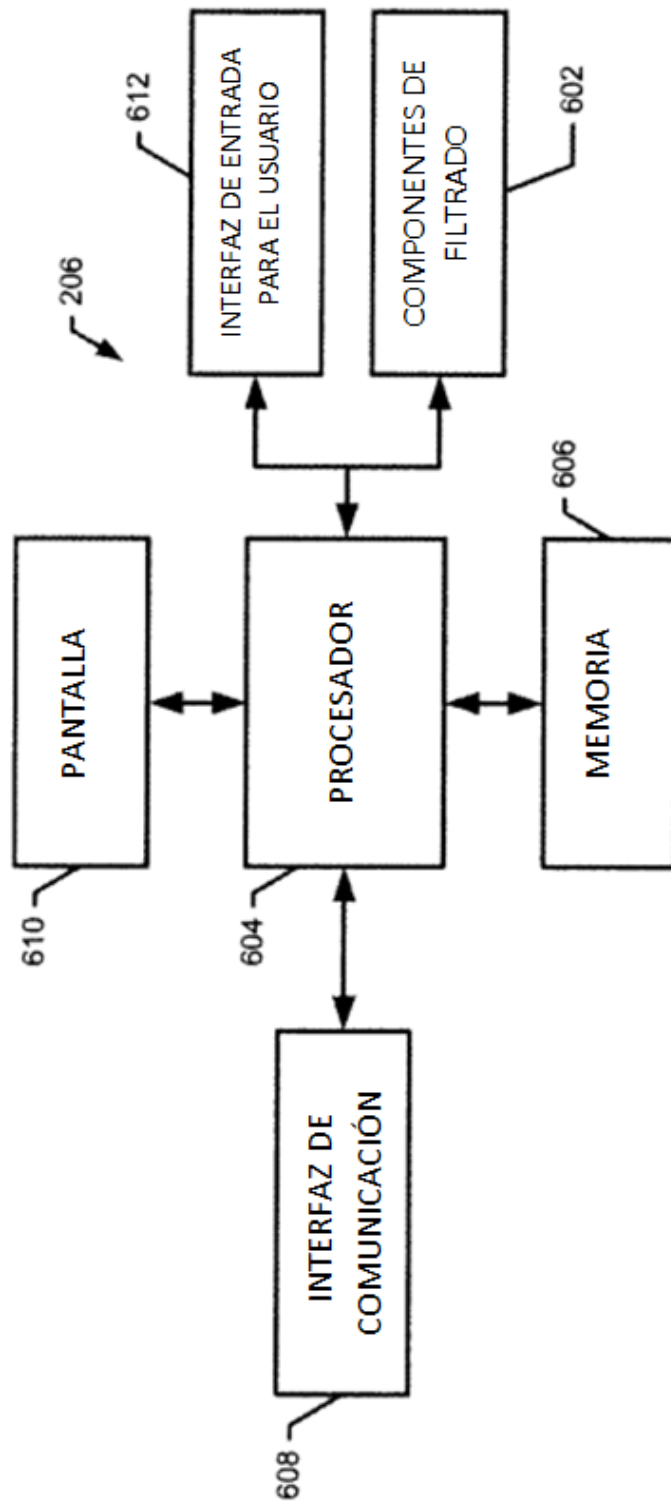 610
PANTALLA
206
612
INTERFAZ DE ENTRADA
PARA EL USUARIO
604
PROCESADOR
608
INTERFAZ DE
COMUNICACIÓN
COMPONENTES DE
FILTRADO
602
606
MEMORIA